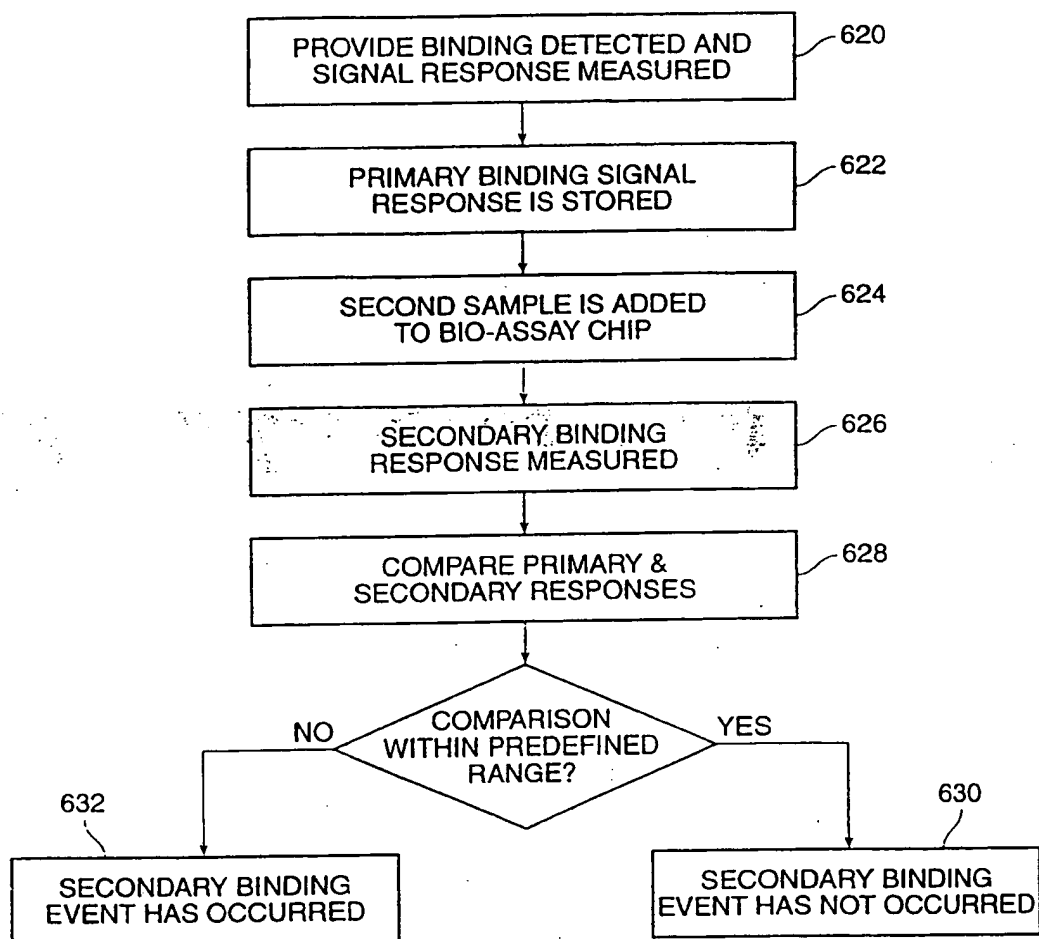 PROVIDE BINDING DETECTED AND
SIGNAL RESPONSE MEASURED
620
PRIMARY BINDING SIGNAL
RESPONSE IS STORED
622
SECOND SAMPLE IS ADDED
TO BIO-ASSAY CHIP
624
SECONDARY BINDING
RESPONSE MEASURED
626
COMPARE PRIMARY &
SECONDARY RESPONSES
628
COMPARISON
WITHIN PREDEFINED
RANGE?
NO
YES
632
SECONDARY BINDING
EVENT HAS OCCURRED
630
SECONDARY BINDING
EVENT HAS NOT OCCURRED